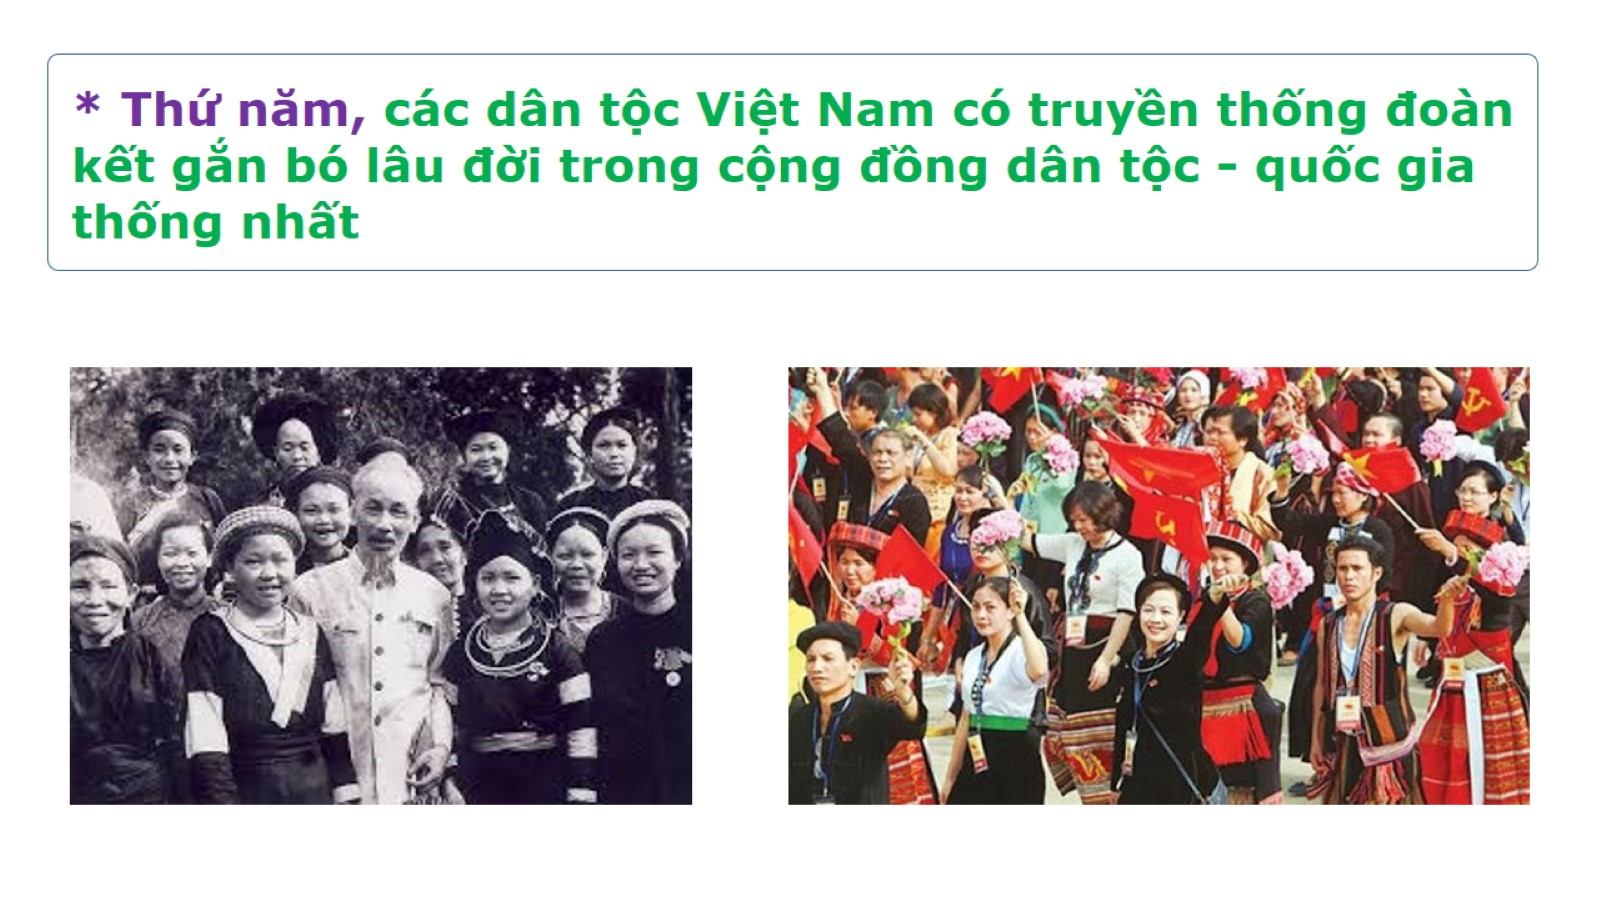 * Thứ năm, các dân tộc Việt Nam có truyền thống đoàn
kết gắn bó lâu đời trong cộng đồng dân tộc - quốc gia
thống nhất